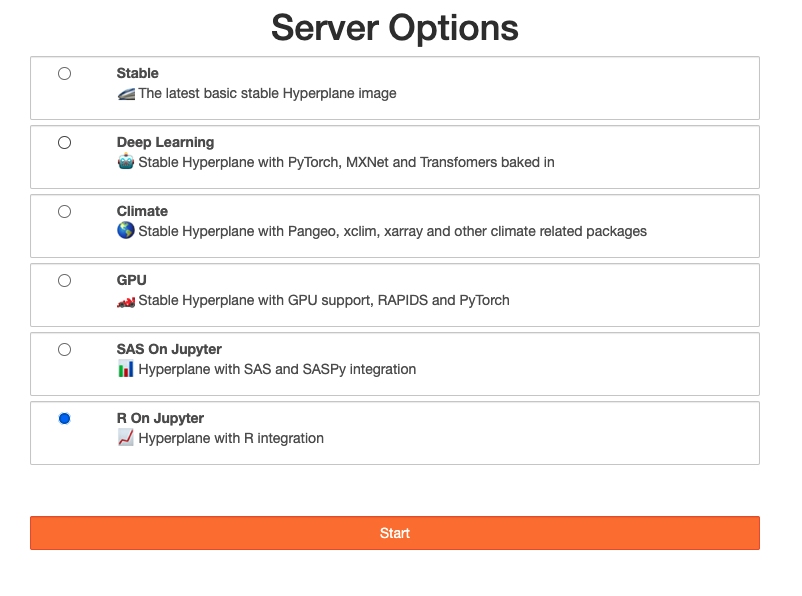 Server Options
Stable
The latest basic stable Hyperplane image
Deep Learning
Stable Hyperplane with PyTorch, MXNet and Transfomers baked in
Climate
Stable Hyperplane with Pangeo, xclim, xarray and other climate related packages
GPU
Stable Hyperplane with GPU support, RAPIDS and PyTorch
SAS On Jupyter
Hyperplane with SAS and SASPy integration
R On Jupyter
Hyperplane with R integration
Start